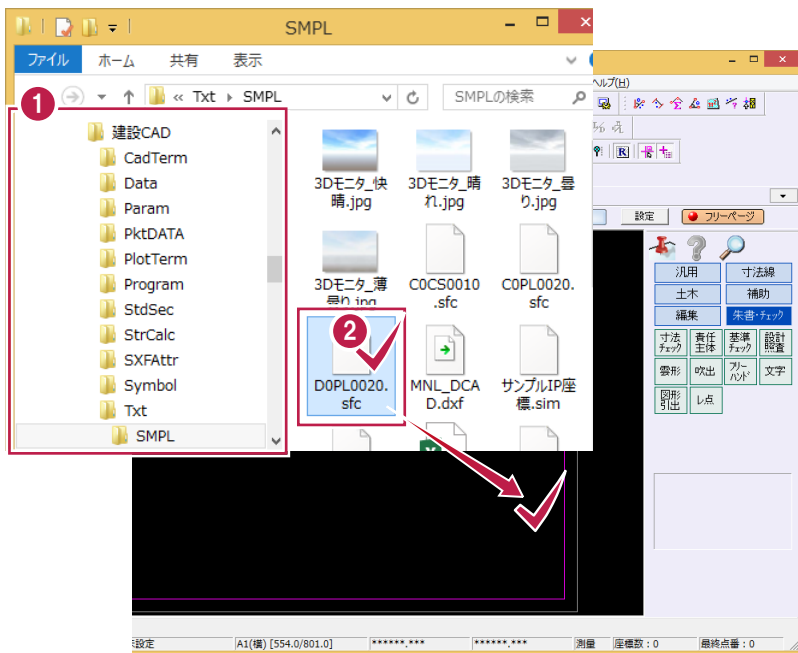 SMPL
ファイル
ホーム
共有
表示
1
« Txt
SMPL
SMPLの検索
建設CAD
CadTerm
Data
Param
PktDATA
PlotTerm
Program
StdSec
StrCalc
SXFAttr
Symbol
Txt
SMPL
3Dモニタ_快
晴.jpg
3Dモニタ_晴
れ.jpg
3Dモニタ_曇
り.jpg
3Dモニタ_薄
曇り.jpg
C0CS0010
.sfc
C0PL0020.
sfc
2
D0PL0020.
sfc
MNL_DCA
D.dxf
サンプルIP座
標.sim
ヘルプ(H)
R
設定
フリーページ
汎用
寸法線
土木
補助
編集
朱書・チェック
寸法
チェック
責任
主体
基準
チェック
設計
照査
雲形
吹出
フリー
ハンド
文字
図形
引出
レ点
設定
A1(横) [554.0/801.0]
******.***
******.***
測量
座標数：0
最終点番：0